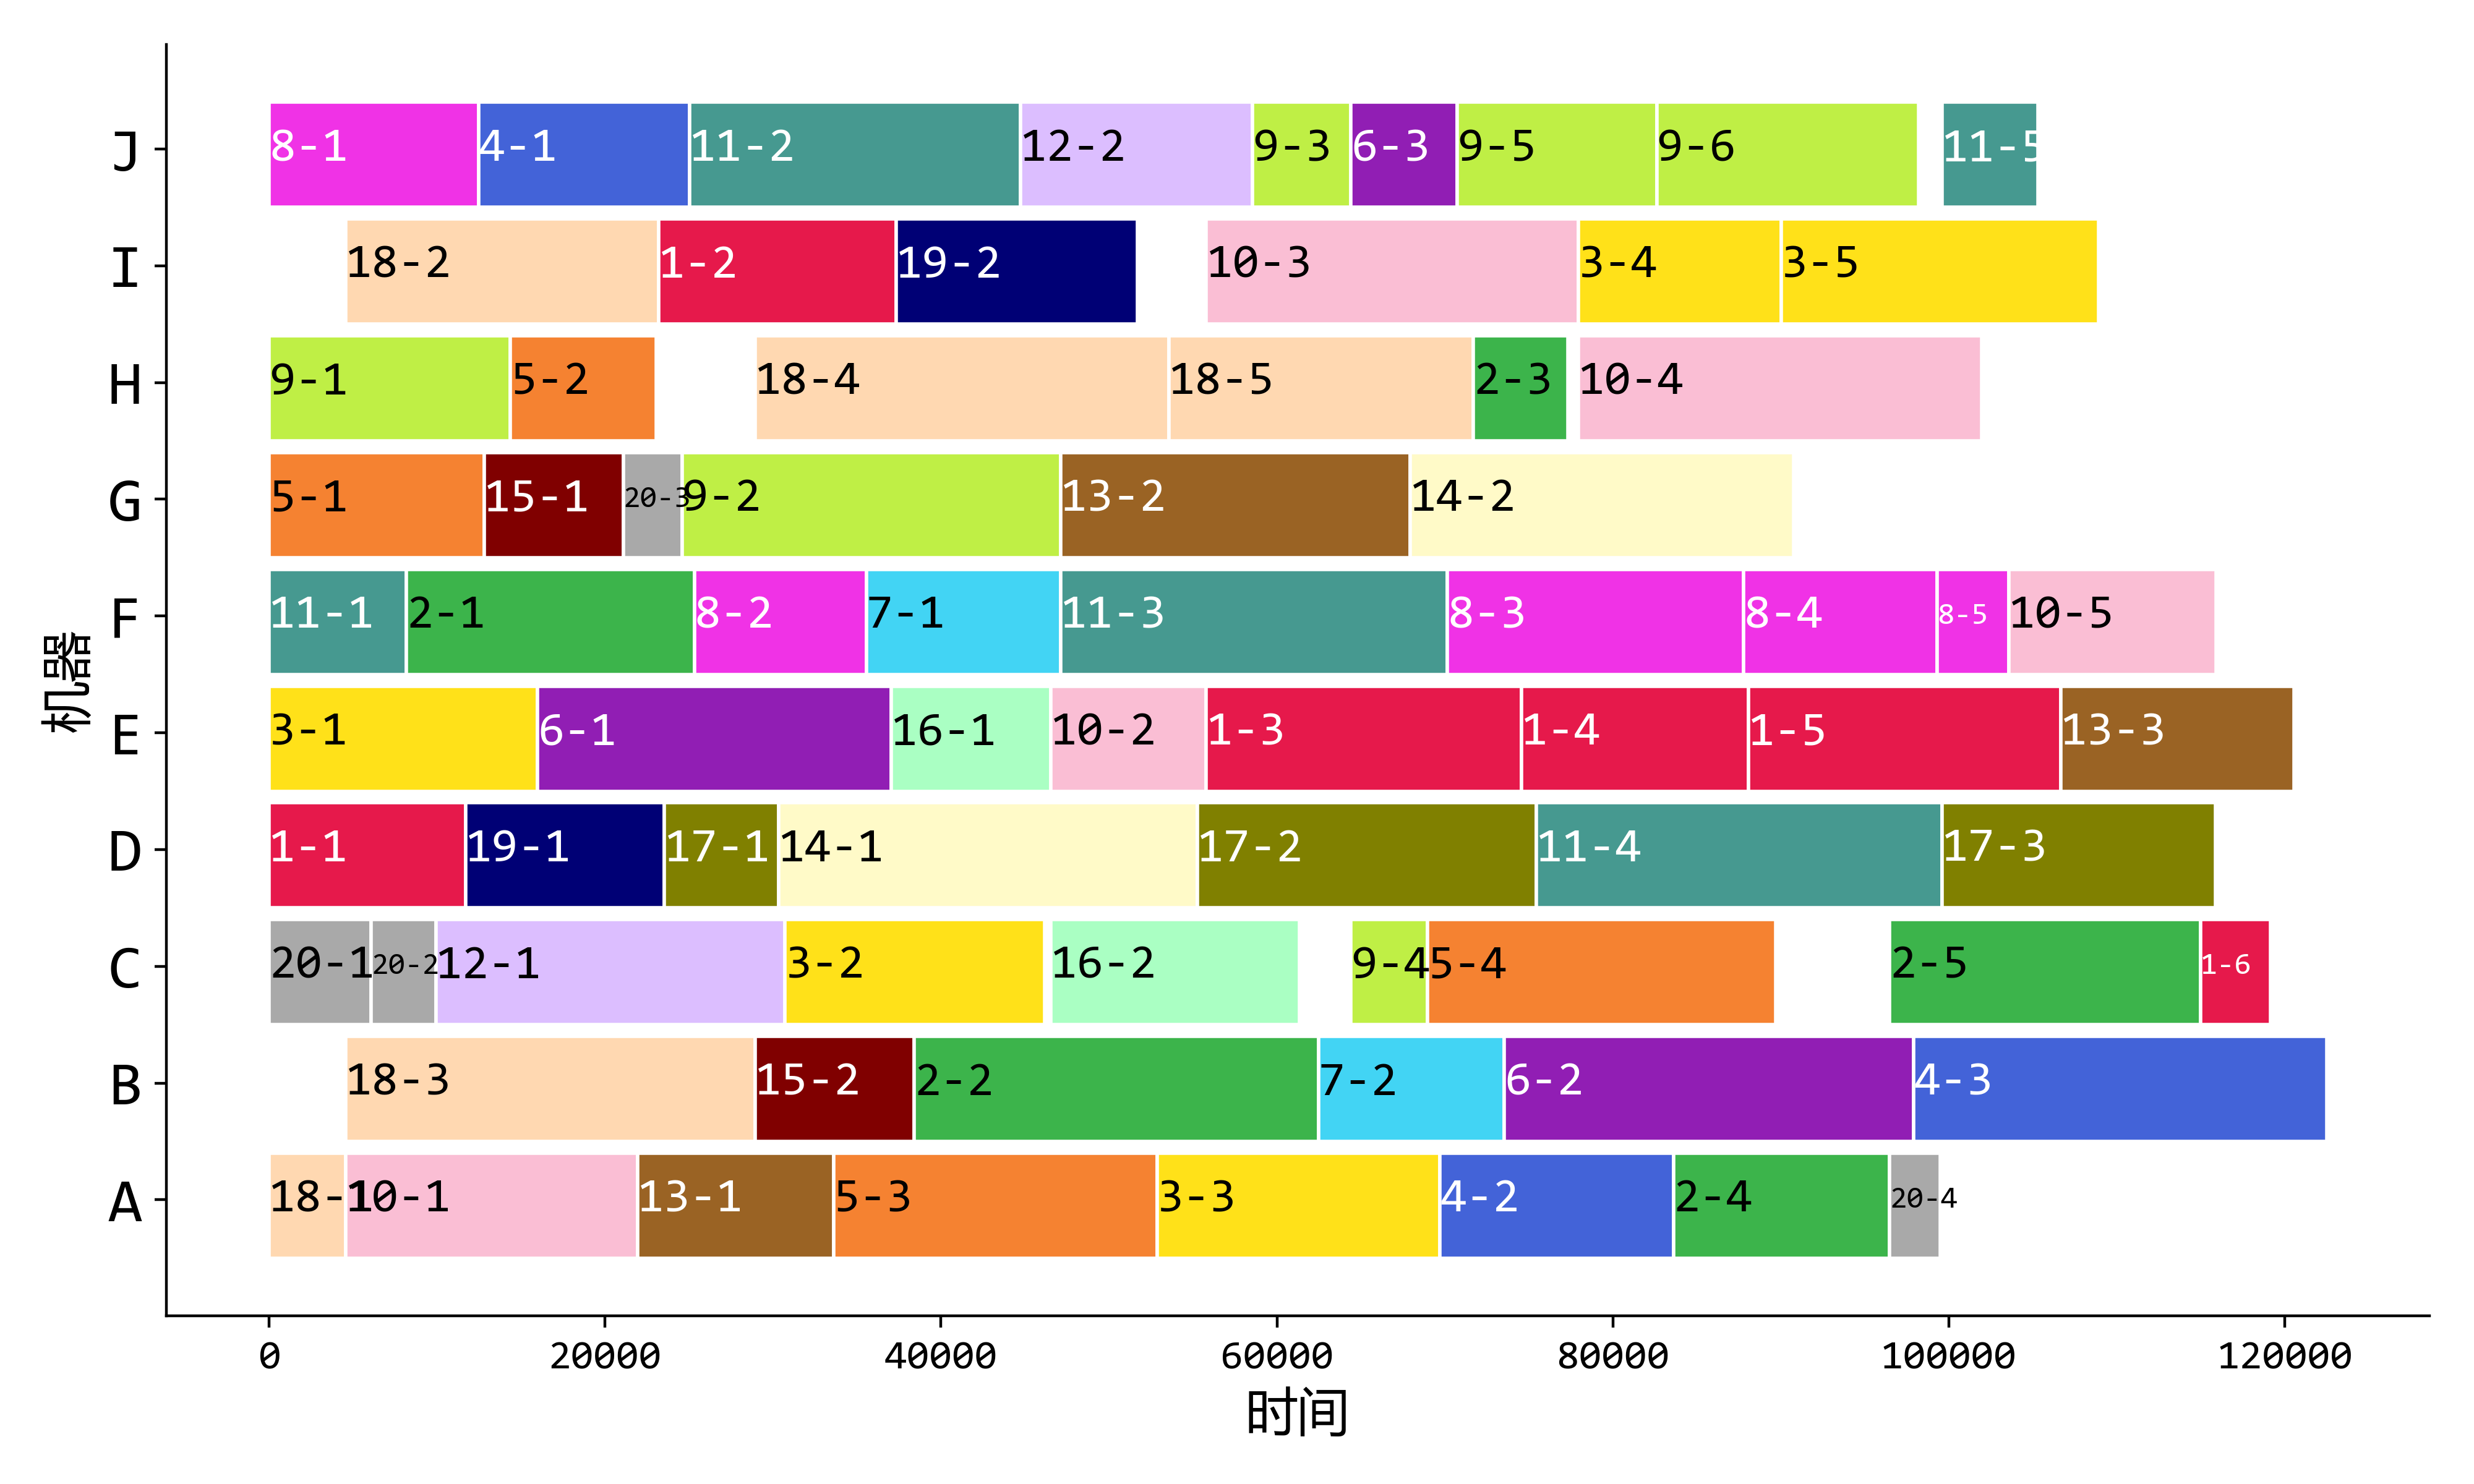 J 8-1 4-1 11-2 12-2 9-3 6-3 9-5 9-6 11-5
I 18-2 1-2 19-2 10-3 3-4 3-5
H 9-1 5-2 18-4 18-5 2-3 10-4
G 5-1 15-1 20-3 9-2 13-2 14-2
F 11-1 2-1 8-2 7-1 11-3 8-3 8-4 8-5 10-5
E 3-1 6-1 16-1 10-2 1-3 1-4 1-5 13-3
D 1-1 19-1 17-1 14-1 17-2 11-4 17-3
C 20-1 20-2 12-1 3-2 16-2 9-4 5-4 2-5 1-6
B 18-3 15-2 2-2 7-2 6-2 4-3
A 18-1 10-1 13-1 5-3 3-3 4-2 2-4 20-4
机器
0 20000 40000 60000 80000 100000 120000
时间